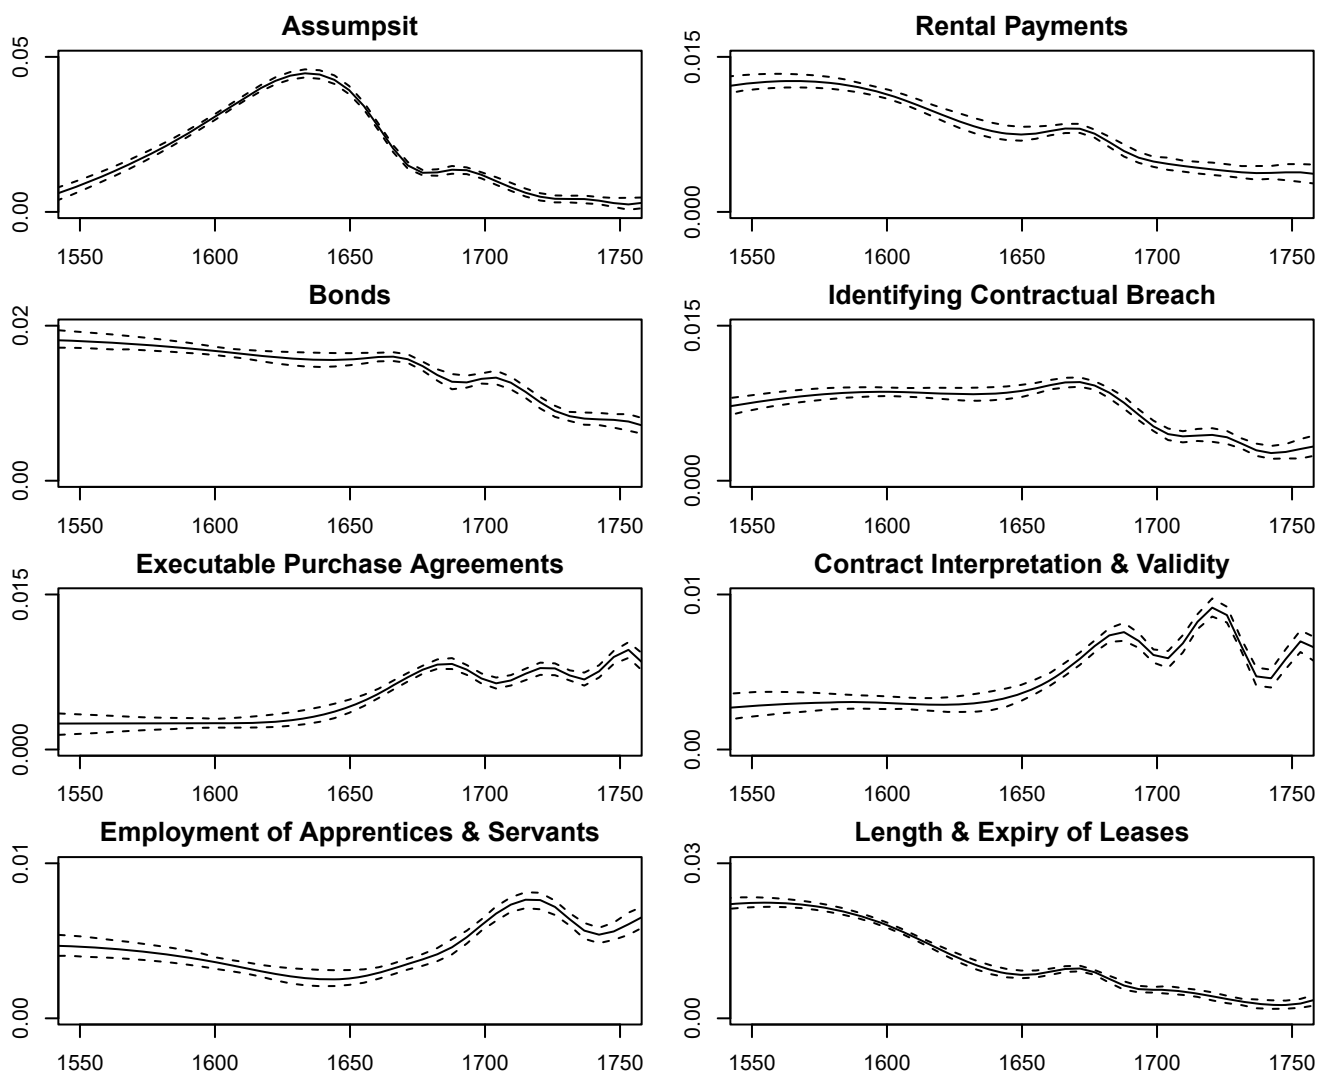 Assumpsit
0.05
0.00
1550 1600 1650 1700 1750
Rental Payments
0.015
0.000
1550 1600 1650 1700 1750
Bonds
0.02
0.00
1550 1600 1650 1700 1750
Identifying Contractual Breach
0.015
0.000
1550 1600 1650 1700 1750
Executable Purchase Agreements
0.015
0.000
1550 1600 1650 1700 1750
Contract Interpretation & Validity
0.01
0.00
1550 1600 1650 1700 1750
Employment of Apprentices & Servants
0.01
0.00
1550 1600 1650 1700 1750
Length & Expiry of Leases
0.03
0.00
1550 1600 1650 1700 1750